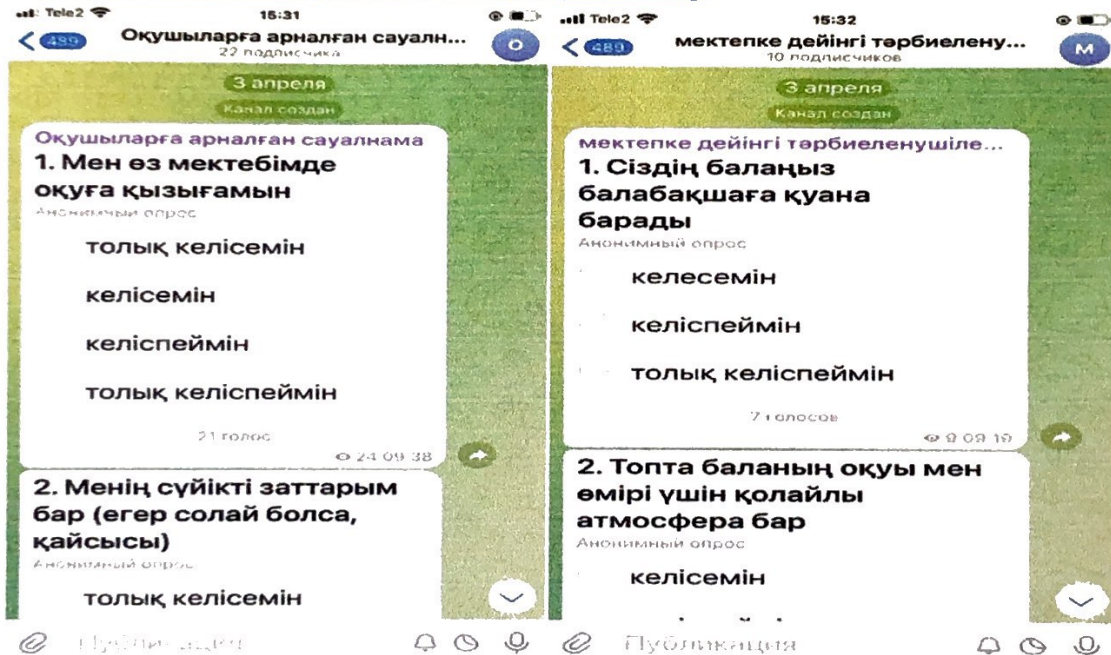 Tele2 15:31
489 Оқушыларға арналған сауалн... О
22 подписчика
3 апреля
Канал создан
Оқушыларға арналған сауалнама
1. Мен өз мектебімде
оқуға қызығамын
Анонимный опрос
толық келісемін
келісемін
келіспеймін
толық келіспеймін
21 голос
24 09:38
2. Менің сүйікті заттарым
бар (егер солай болса,
қайсысы)
Анонимный опрос
толық келісемін
Публикация
Tele2 15:32
489 мектепке дейінгі тәрбиелену... М
10 подписчиков
3 апреля
Канал создан
мектепке дейінгі тәрбиеленушіле...
1. Сіздің балаңыз
балабақшаға қуана
барады
Анонимный опрос
келесемін
келіспеймін
толық келіспеймін
7 голосов
9 09:19
2. Топта баланың оқуы мен
өмірі үшін қолайлы
атмосфера бар
Анонимный опрос
келісемін
Публикация